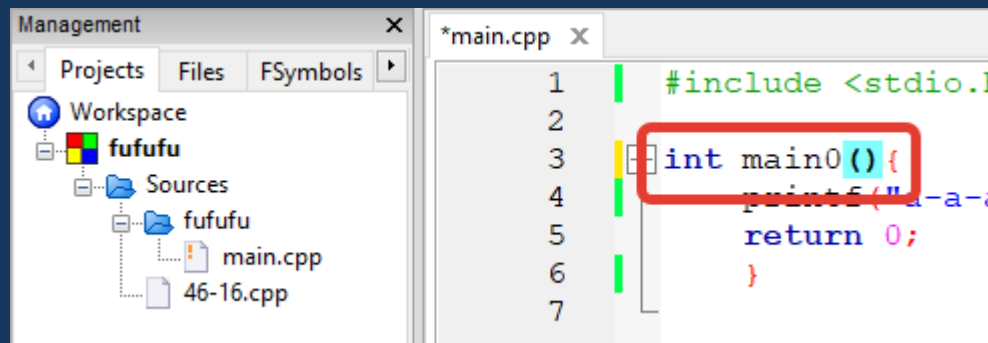 Management
Projects Files FSymbols
Workspace
fufufu
Sources
fufufu
main.cpp
46-16.cpp
*main.cpp
1 #include <stdio.
2
3 int main0(){
4 printf("a-a-a
5 return 0;
6 }
7